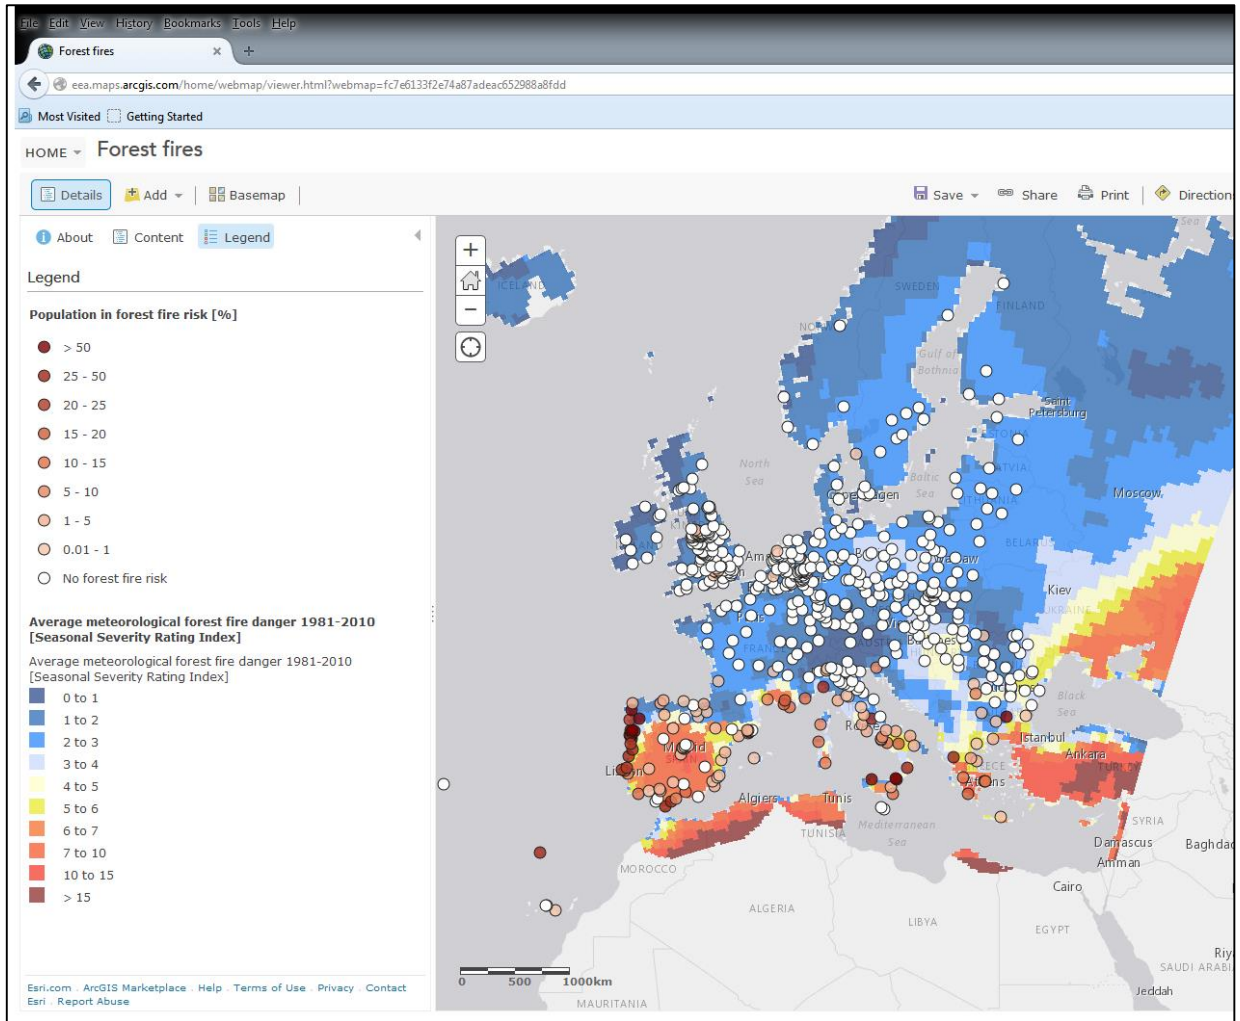 File Edit View History Bookmarks Tools Help
Forest fires × +
eea.maps.arcgis.com/home/webmap/viewer.html?webmap=fc7e6133f2e74a87adeac652988a8fdd
Most Visited Getting Started
HOME Forest fires
Details Add Basemap Save Share Print Direction
About Content Legend
Legend
Population in forest fire risk [%]
> 50
25 - 50
20 - 25
15 - 20
10 - 15
5 - 10
1 - 5
0.01 - 1
No forest fire risk
Average meteorological forest fire danger 1981-2010
[Seasonal Severity Rating Index]
Average meteorological forest fire danger 1981-2010
[Seasonal Severity Rating Index]
0 to 1
1 to 2
2 to 3
3 to 4
4 to 5
5 to 6
6 to 7
7 to 10
10 to 15
> 15
Esri.com . ArcGIS Marketplace . Help . Terms of Use . Privacy . Contact
Esri . Report Abuse
+
−
Sea
ICELAND
SWEDEN
FINLAND
Gulf of
Bothnia
Saint
Petersburg
North
Sea
Baltic
Sea
Moscow
Kiev
Black
Sea
Istanbul
Ankara
Algiers
Tunis
TUNISIA
Mediterranean
Sea
SYRIA
Damascus
Baghdad
Amman
MOROCCO
Cairo
ALGERIA
LIBYA
EGYPT
Riy
SAUDI ARABI
Jeddah
0 500 1000km
MAURITANIA